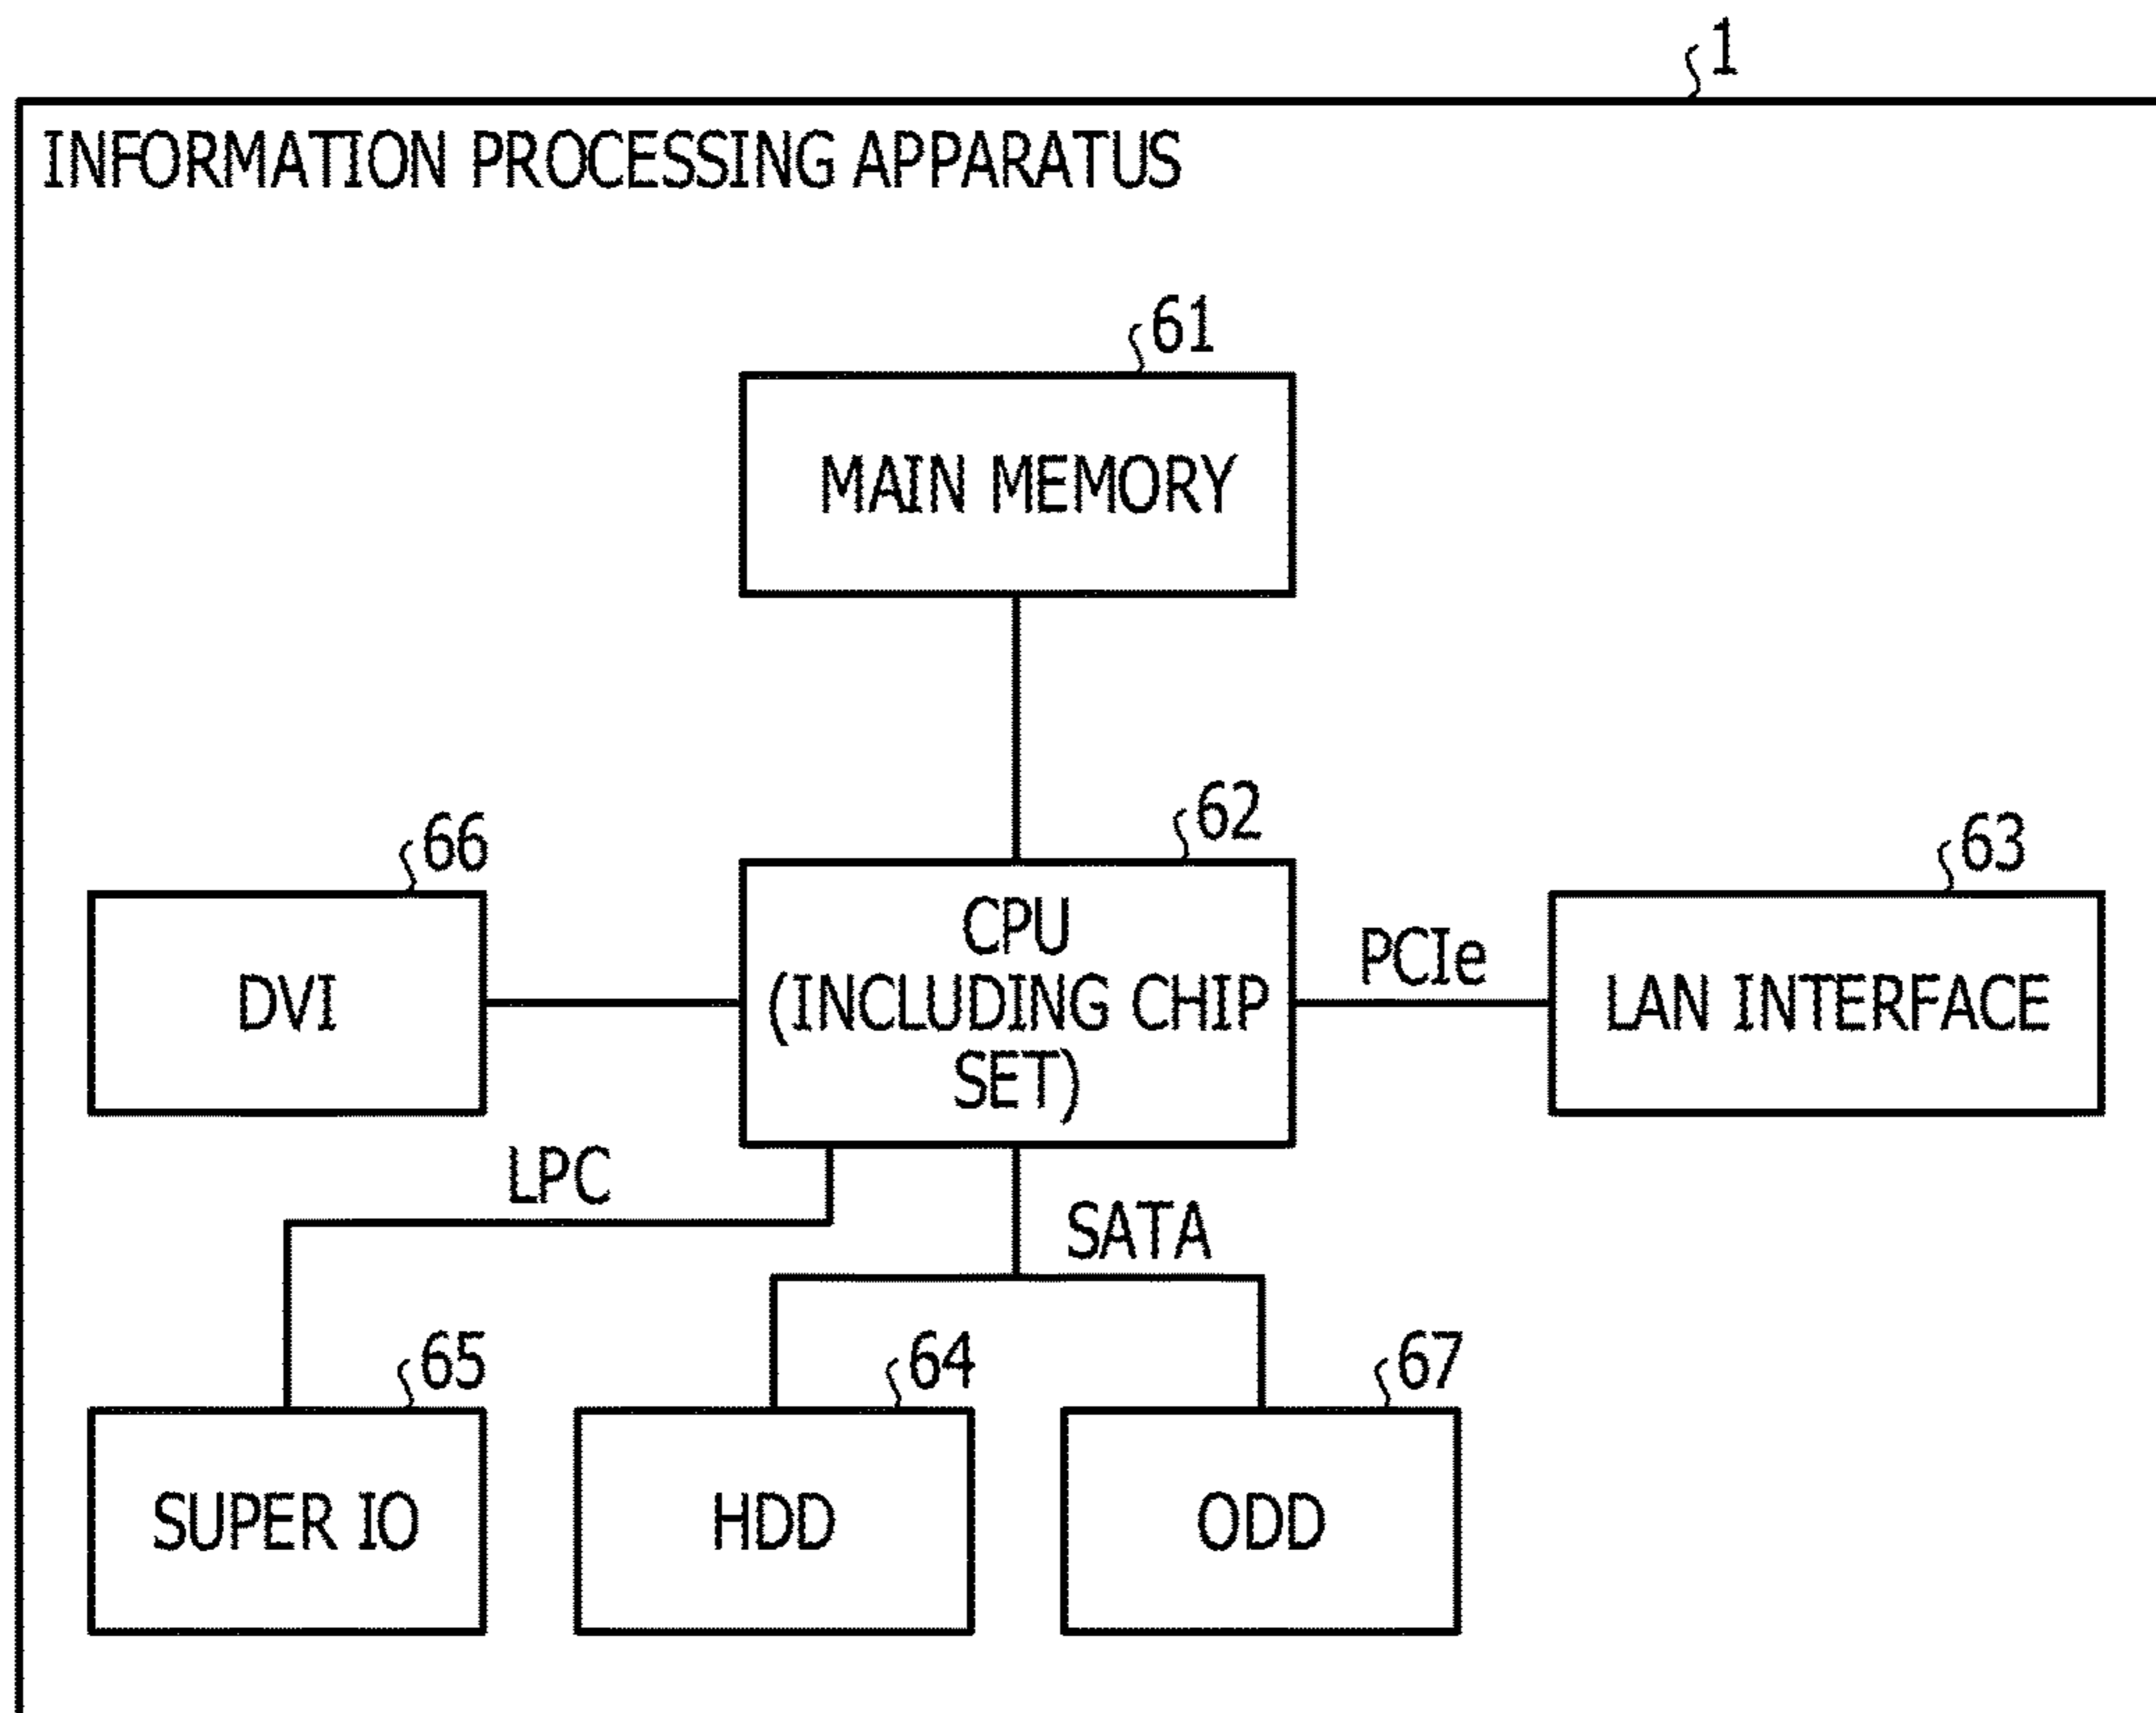 1
INFORMATION PROCESSING APPARATUS
61
MAIN MEMORY
62
66
63
CPU
(INCLUDING CHIP
SET)
DVI
PCIe
LAN INTERFACE
LPC
SATA
65
64
67
SUPER IO
HDD
ODD